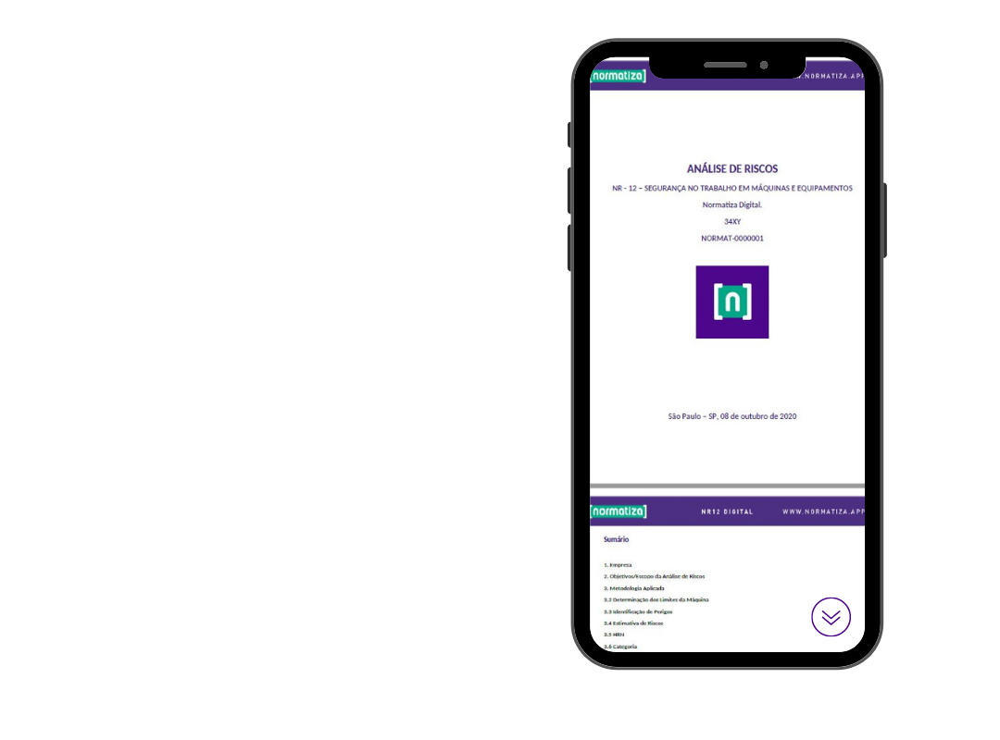 [normatiza]
.NORMATIZA.APP
ANÁLISE DE RISCOS
NR - 12 – SEGURANÇA NO TRABALHO EM MÁQUINAS E EQUIPAMENTOS
Normatiza Digital.
34XY
NORMAT-0000001
[n]
São Paulo – SP, 08 de outubro de 2020
[normatiza] NR12 DIGITAL WWW.NORMATIZA.APP
Sumário
1. Empresa
2. Objetivos/Escopo da Análise de Riscos
3. Metodologia Aplicada
3.2 Determinação dos Limites da Máquina
3.3 Identificação de Perigos
3.4 Estimativa de Riscos
3.5 HRN
3.6 Categoria